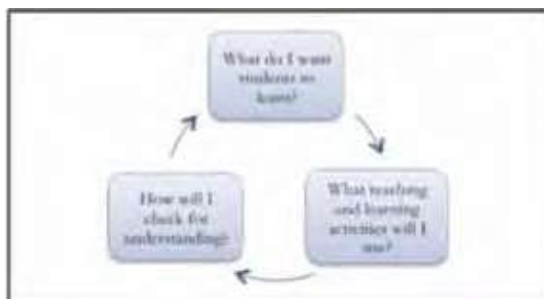 What do I want
students to
learn?
What teaching
and learning
activities will I
use?
How will I
check for
understanding?